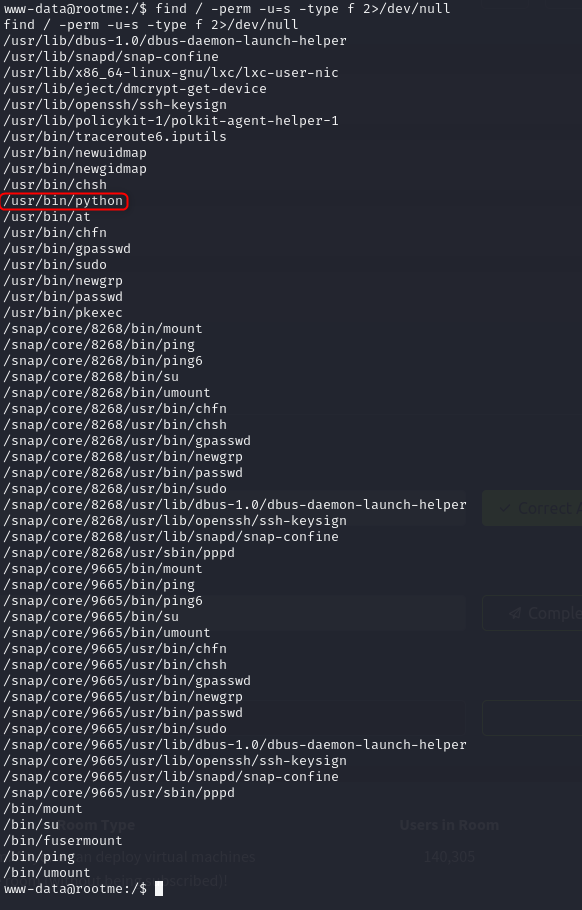 www-data@rootme:/$ find / -perm -u=s -type f 2>/dev/null
find / -perm -u=s -type f 2>/dev/null
/usr/lib/dbus-1.0/dbus-daemon-launch-helper
/usr/lib/snapd/snap-confine
/usr/lib/x86_64-linux-gnu/lxc/lxc-user-nic
/usr/lib/eject/dmcrypt-get-device
/usr/lib/openssh/ssh-keysign
/usr/lib/policykit-1/polkit-agent-helper-1
/usr/bin/traceroute6.iputils
/usr/bin/newuidmap
/usr/bin/newgidmap
/usr/bin/chsh
/usr/bin/python
/usr/bin/at
/usr/bin/chfn
/usr/bin/gpasswd
/usr/bin/sudo
/usr/bin/newgrp
/usr/bin/passwd
/usr/bin/pkexec
/snap/core/8268/bin/mount
/snap/core/8268/bin/ping
/snap/core/8268/bin/ping6
/snap/core/8268/bin/su
/snap/core/8268/bin/umount
/snap/core/8268/usr/bin/chfn
/snap/core/8268/usr/bin/chsh
/snap/core/8268/usr/bin/gpasswd
/snap/core/8268/usr/bin/newgrp
/snap/core/8268/usr/bin/passwd
/snap/core/8268/usr/bin/sudo
/snap/core/8268/usr/lib/dbus-1.0/dbus-daemon-launch-helper
/snap/core/8268/usr/lib/openssh/ssh-keysign
Correct
/snap/core/8268/usr/lib/snapd/snap-confine
/snap/core/8268/usr/sbin/pppd
/snap/core/9665/bin/mount
/snap/core/9665/bin/ping
/snap/core/9665/bin/ping6
/snap/core/9665/bin/su
Comple
/snap/core/9665/bin/umount
/snap/core/9665/usr/bin/chfn
/snap/core/9665/usr/bin/chsh
/snap/core/9665/usr/bin/gpasswd
/snap/core/9665/usr/bin/newgrp
/snap/core/9665/usr/bin/passwd
/snap/core/9665/usr/bin/sudo
/snap/core/9665/usr/lib/dbus-1.0/dbus-daemon-launch-helper
/snap/core/9665/usr/lib/openssh/ssh-keysign
/snap/core/9665/usr/lib/snapd/snap-confine
/snap/core/9665/usr/sbin/pppd
/bin/mount
/bin/su
Room Type
Users in Room
/bin/fusermount
/bin/ping
an deploy virtual machines
140,305
/bin/umount
being subscribed)!
www-data@rootme:/$